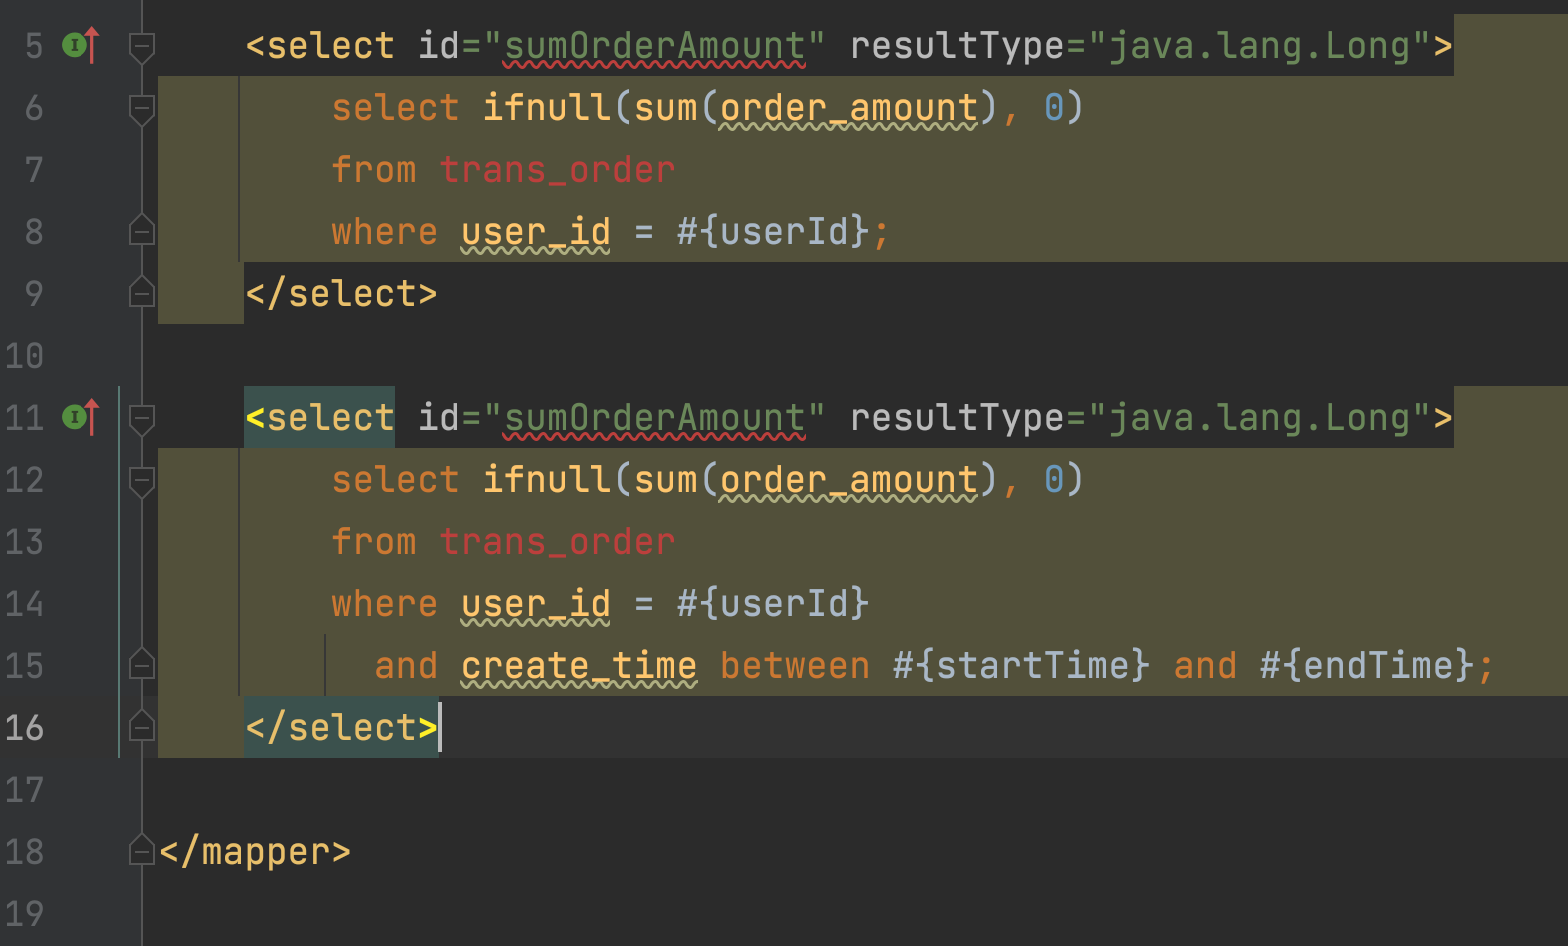 5 <select id="sumOrderAmount" resultType="java.lang.Long">
6 select ifnull(sum(order_amount), 0)
7 from trans_order
8 where user_id = #{userId};
9 </select>
10
11 <select id="sumOrderAmount" resultType="java.lang.Long">
12 select ifnull(sum(order_amount), 0)
13 from trans_order
14 where user_id = #{userId}
15 and create_time between #{startTime} and #{endTime};
16 </select>
17
18 </mapper>
19